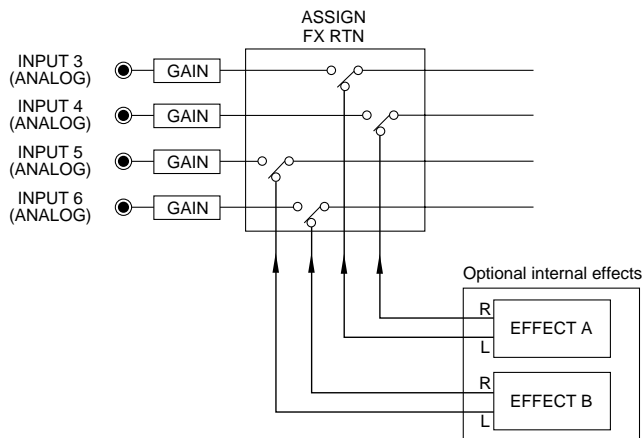 ASSIGN
FX RTN
INPUT 3
(ANALOG)
GAIN
INPUT 4
(ANALOG)
GAIN
INPUT 5
(ANALOG)
GAIN
INPUT 6
(ANALOG)
GAIN
Optional internal effects
R
EFFECT A
L
R
EFFECT B
L